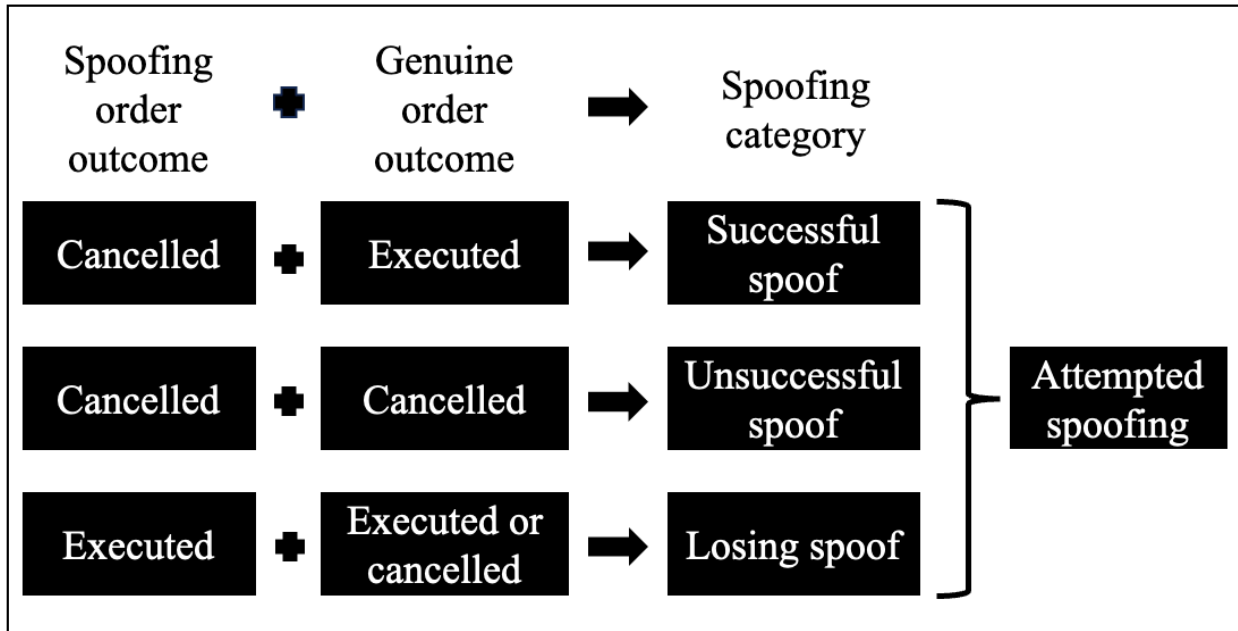 Spoofing
order
outcome
Genuine
order
outcome
Spoofing
category
Cancelled
Executed
Successful
spoof
Cancelled
Cancelled
Unsuccessful
spoof
Executed
Executed or
cancelled
Losing spoof
Attempted
spoofing